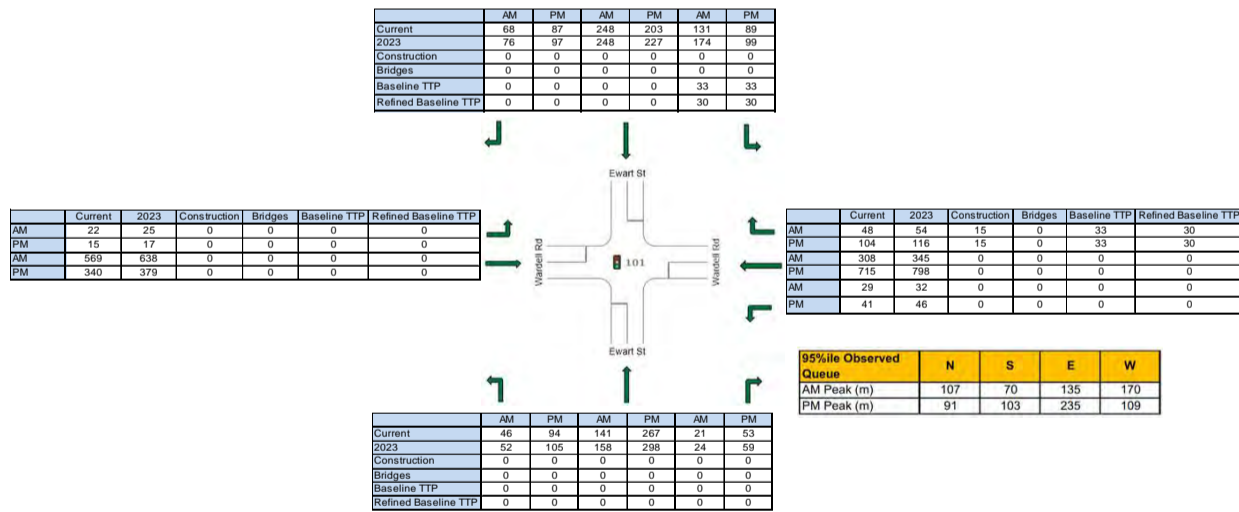 AM PM AM PM AM PM
Current 68 87 248 203 131 89
2023 76 97 248 227 174 99
Construction 0 0 0 0 0 0
Bridges 0 0 0 0 0 0
Baseline TTP 0 0 0 0 33 33
Refined Baseline TTP 0 0 0 0 30 30
Ewart St
Current 2023 Construction Bridges Baseline TTP Refined Baseline TTP
AM 22 25 0 0 0 0
PM 15 17 0 0 0 0
AM 569 638 0 0 0 0
PM 340 379 0 0 0 0
Wardell Rd
101
Wardell Rd
Current 2023 Construction Bridges Baseline TTP Refined Baseline TTP
AM 48 54 15 0 33 30
PM 104 116 15 0 33 30
AM 308 345 0 0 0 0
PM 715 798 0 0 0 0
AM 29 32 0 0 0 0
PM 41 46 0 0 0 0
Ewart St
95%ile Observed
Queue N S E W
AM Peak (m) 107 70 135 170
PM Peak (m) 91 103 235 109
AM PM AM PM AM PM
Current 46 94 141 267 21 53
2023 52 105 158 298 24 59
Construction 0 0 0 0 0 0
Bridges 0 0 0 0 0 0
Baseline TTP 0 0 0 0 0 0
Refined Baseline TTP 0 0 0 0 0 0